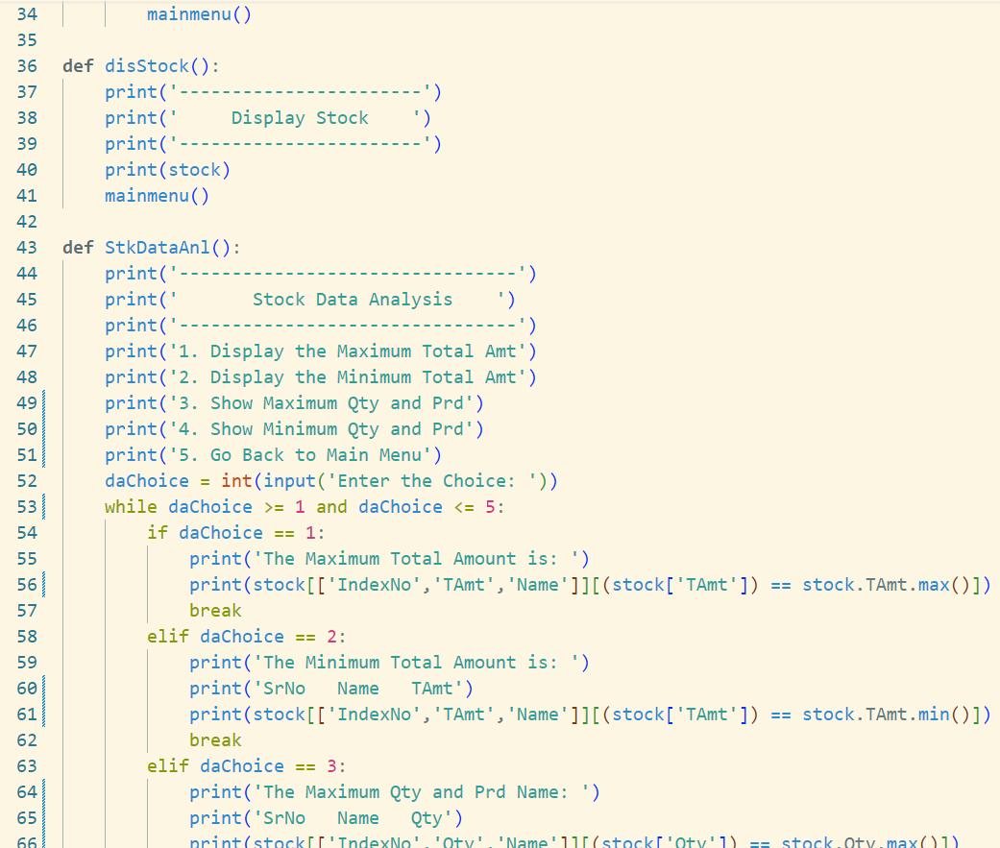 34            mainmenu()
35
36    def disStock():
37        print('-----------------------')
38        print('     Display Stock    ')
39        print('-----------------------')
40        print(stock)
41        mainmenu()
42
43    def StkDataAnl():
44        print('--------------------------------')
45        print('       Stock Data Analysis    ')
46        print('--------------------------------')
47        print('1. Display the Maximum Total Amt')
48        print('2. Display the Minimum Total Amt')
49        print('3. Show Maximum Qty and Prd')
50        print('4. Show Minimum Qty and Prd')
51        print('5. Go Back to Main Menu')
52        daChoice = int(input('Enter the Choice: '))
53        while daChoice >= 1 and daChoice <= 5:
54            if daChoice == 1:
55                print('The Maximum Total Amount is: ')
56                print(stock[['IndexNo','TAmt','Name']][(stock['TAmt']) == stock.TAmt.max()])
57                break
58            elif daChoice == 2:
59                print('The Minimum Total Amount is: ')
60                print('SrNo   Name   TAmt')
61                print(stock[['IndexNo','TAmt','Name']][(stock['TAmt']) == stock.TAmt.min()])
62                break
63            elif daChoice == 3:
64                print('The Maximum Qty and Prd Name: ')
65                print('SrNo   Name   Qty')
66                print(stock[['IndexNo','Qty','Name']][(stock['Qty']) == stock.Qty.max()])